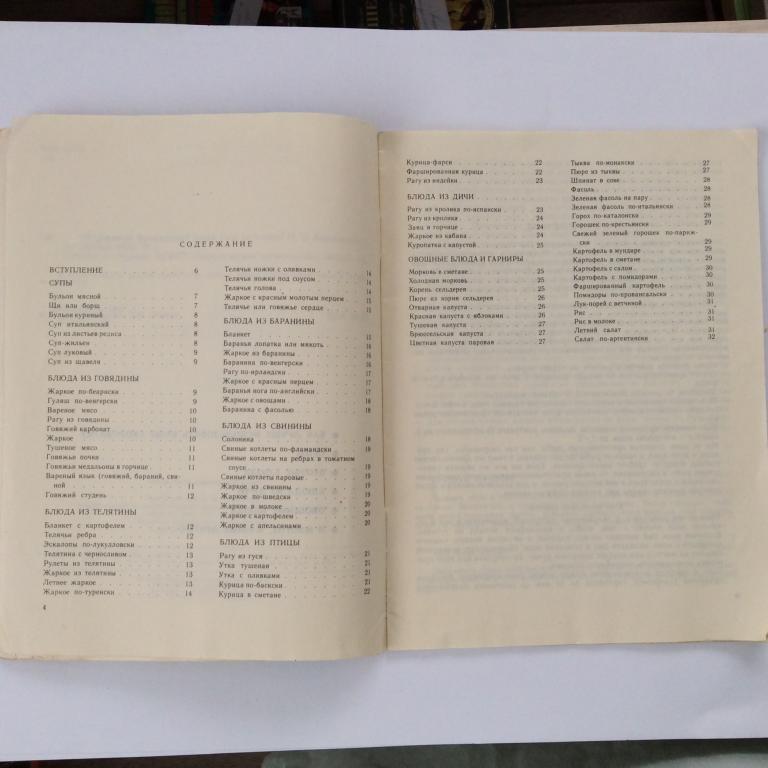 СОДЕРЖАНИЕ
ВСТУПЛЕНИЕ 6
СУПЫ
Бульон мясной 7
Щи или борщ 7
Бульон куриный 8
Суп итальянский 8
Суп из листьев редиса 8
Суп-жюльен 8
Суп луковый 9
Суп из щавеля 9
БЛЮДА ИЗ ГОВЯДИНЫ
Жаркое по-беарнски 9
Гуляш по-венгерски 9
Вареное мясо 10
Рагу из говядины 10
Говяжий карбонат 10
Жаркое 10
Тушеное мясо 11
Говяжьи почки 11
Говяжьи медальоны в горчице 11
Вареный язык (говяжий, бараний, сви-
ной 11
Говяжий студень 12
БЛЮДА ИЗ ТЕЛЯТИНЫ
Бланкет с картофелем 12
Телячьи ребра 12
Эскалопы по-лукулловски 12
Телятина с черносливом 13
Рулеты из телятины 13
Жаркое из телятины 13
Летнее жаркое 13
Жаркое по-туренски 14
4
Телячьи ножки с оливками 14
Телячьи ножки под соусом 14
Телячья голова 14
Жаркое с красным молотым перцем 15
Телячье или говяжье сердце 15
БЛЮДА ИЗ БАРАНИНЫ
Бланкет 15
Баранья лопатка или мякоть 16
Жаркое из баранины 16
Баранина по-венгерски 16
Рагу по-ирландски 17
Жаркое с красным перцем 17
Баранья нога по-английски 17
Жаркое с овощами 18
Баранина с фасолью 18
БЛЮДА ИЗ СВИНИНЫ
Солонина 18
Свиные котлеты по-фламандски 19
Свиные котлеты на ребрах в томатном
соусе 19
Свиные котлеты паровые 19
Жаркое из свинины 19
Жаркое по-шведски 19
Жаркое в молоке 20
Жаркое с картофелем 20
Жаркое с апельсинами 20
БЛЮДА ИЗ ПТИЦЫ
Рагу из гуся 21
Утка тушеная 21
Утка с оливками 21
Курица по-баскски 21
Курица в сметане 22
Курица-фарси 22
Фаршированная курица 22
Рагу из индейки 23
БЛЮДА ИЗ ДИЧИ
Рагу из кролика по-испански 23
Рагу из кролика 24
Заяц в горчице 24
Жаркое из кабана 24
Куропатка с капустой 25
ОВОЩНЫЕ БЛЮДА И ГАРНИРЫ
Морковь в сметане 25
Холодная морковь 25
Корень сельдерея 25
Пюре из корня сельдерея 26
Отварная капуста 26
Красная капуста с яблоками 26
Тушеная капуста 27
Брюссельская капуста 27
Цветная капуста паровая 27
Тыква по-монакски 27
Пюре из тыквы 27
Шпинат в соке 28
Фасоль 28
Зеленая фасоль на пару 28
Зеленая фасоль по-итальянски 28
Горох по-каталонски 29
Горошек по-крестьянски 29
Свежий зеленый горошек по-париж-
ски 29
Картофель в мундире 29
Картофель в сметане 29
Картофель с салом 30
Картофель с помидорами 30
Фаршированный картофель 30
Помидоры по-провансальски 30
Лук-порей с ветчиной 31
Рис 31
Рис в молоке 31
Летний салат 31
Салат по-аргентински 32